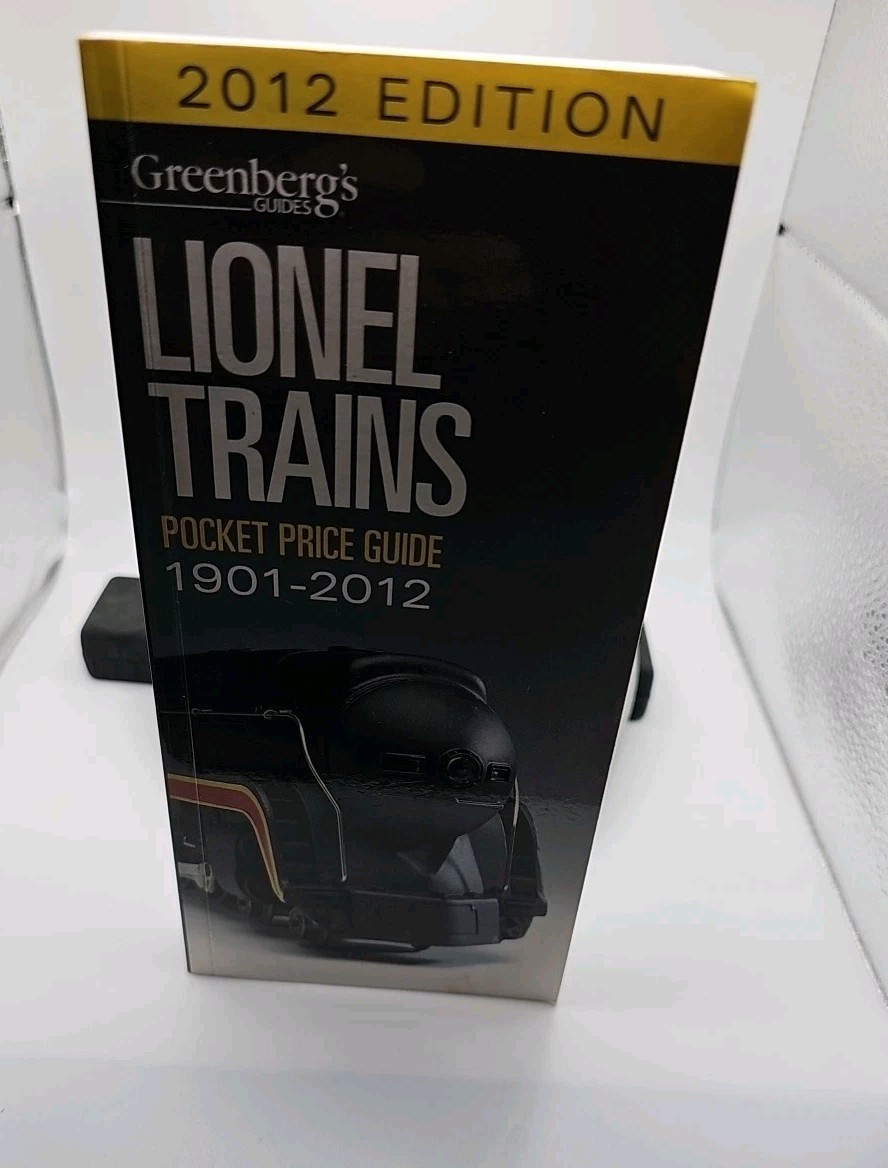 2012 EDITION
Greenberg's
GUIDES
LIONEL
TRAINS
POCKET PRICE GUIDE
1901-2012